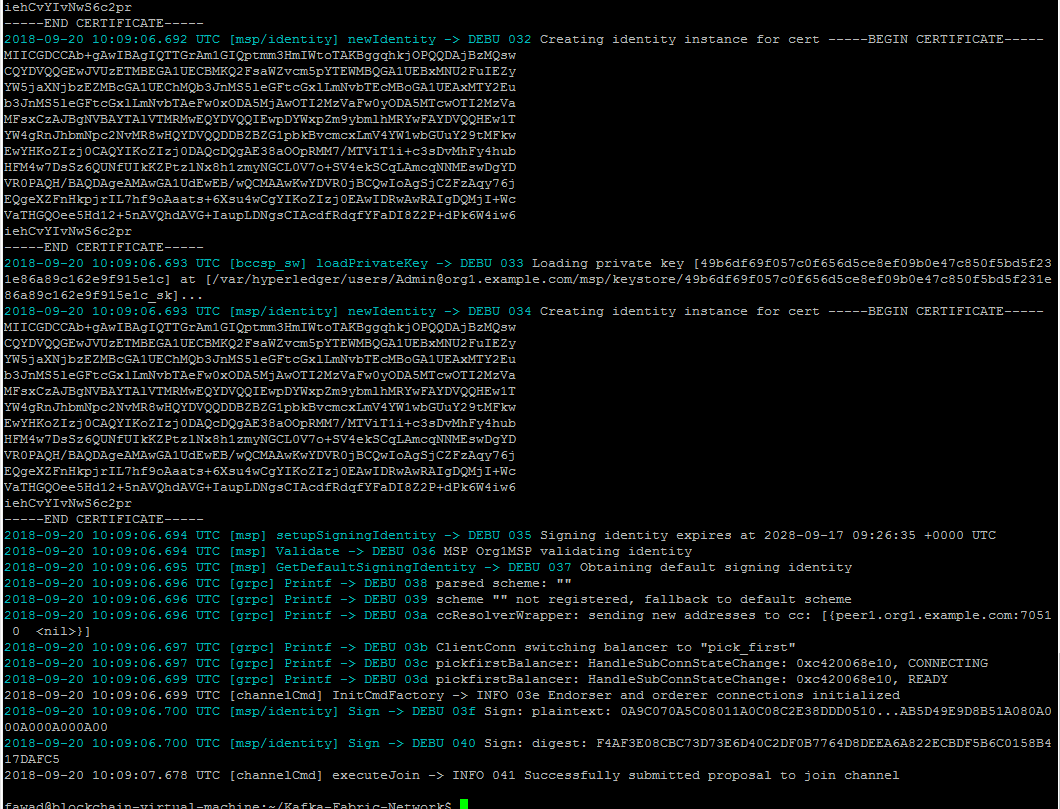 iehCvYIvNwS6c2pr
-----END CERTIFICATE-----
2018-09-20 10:09:06.692 UTC [msp/identity] newIdentity -> DEBU 032 Creating identity instance for cert -----BEGIN CERTIFICATE-----
MIICGDCCAb+gAwIBAgIQTTGrAm1GIQptmm3HmIWtoTAKBggqhkjOPQQDAjBzMQsw
CQYDVQQGEwJVUzETMBEGA1UECBMKQ2FsaWZvcm5pYTEWMBQGA1UEBxMNU2FuIEZy
YW5jaXNjbzEZMBcGA1UEChMQb3JnMS5leGFtcGxlLmNvbTEcMBoGA1UEAxMTY2Eu
b3JnMS5leGFtcGxlLmNvbTAeFw0xODA5MjAwOTI2MzVaFw0yODA5MTcwOTI2MzVa
MFsxCzAJBgNVBAYTAlVTMRMwEQYDVQQIEwpDYWxpZm9ybmlhMRYwFAYDVQQHEw1T
YW4gRnJhbmNpc2NvMR8wHQYDVQQDDBZBZG1pbkBvcmcxLmV4YW1wbGUuY29tMFkw
EwYHKoZIzj0CAQYIKoZIzj0DAQcDQgAE38aOOpRMM7/MTViT1i+c3sDvMhFy4hub
HFM4w7DsSz6QUNfUIkKZPtzlNx8h1zmyNGCL0V7o+SV4ekSCqLAmcqNNMEswDgYD
VR0PAQH/BAQDAgeAMAwGA1UdEwEB/wQCMAAwKwYDVR0jBCQwIoAgSjCZFzAqy76j
EQgeXZFnHkpjrIL7hf9oAaats+6Xsu4wCgYIKoZIzj0EAwIDRwAwRAIgDQMjI+Wc
VaTHGQOee5Hd12+5nAVQhdAVG+IaupLDNgsCIAcdfRdqfYFaDI8Z2P+dPk6W4iw6
iehCvYIvNwS6c2pr
-----END CERTIFICATE-----
2018-09-20 10:09:06.693 UTC [bccsp_sw] loadPrivateKey -> DEBU 033 Loading private key [49b6df69f057c0f656d5ce8ef09b0e47c850f5bd5f23
1e86a89c162e9f915e1c] at [/var/hyperledger/users/Admin@org1.example.com/msp/keystore/49b6df69f057c0f656d5ce8ef09b0e47c850f5bd5f231e
86a89c162e9f915e1c_sk]...
2018-09-20 10:09:06.693 UTC [msp/identity] newIdentity -> DEBU 034 Creating identity instance for cert -----BEGIN CERTIFICATE-----
MIICGDCCAb+gAwIBAgIQTTGrAm1GIQptmm3HmIWtoTAKBggqhkjOPQQDAjBzMQsw
CQYDVQQGEwJVUzETMBEGA1UECBMKQ2FsaWZvcm5pYTEWMBQGA1UEBxMNU2FuIEZy
YW5jaXNjbzEZMBcGA1UEChMQb3JnMS5leGFtcGxlLmNvbTEcMBoGA1UEAxMTY2Eu
b3JnMS5leGFtcGxlLmNvbTAeFw0xODA5MjAwOTI2MzVaFw0yODA5MTcwOTI2MzVa
MFsxCzAJBgNVBAYTAlVTMRMwEQYDVQQIEwpDYWxpZm9ybmlhMRYwFAYDVQQHEw1T
YW4gRnJhbmNpc2NvMR8wHQYDVQQDDBZBZG1pbkBvcmcxLmV4YW1wbGUuY29tMFkw
EwYHKoZIzj0CAQYIKoZIzj0DAQcDQgAE38aOOpRMM7/MTViT1i+c3sDvMhFy4hub
HFM4w7DsSz6QUNfUIkKZPtzlNx8h1zmyNGCL0V7o+SV4ekSCqLAmcqNNMEswDgYD
VR0PAQH/BAQDAgeAMAwGA1UdEwEB/wQCMAAwKwYDVR0jBCQwIoAgSjCZFzAqy76j
EQgeXZFnHkpjrIL7hf9oAaats+6Xsu4wCgYIKoZIzj0EAwIDRwAwRAIgDQMjI+Wc
VaTHGQOee5Hd12+5nAVQhdAVG+IaupLDNgsCIAcdfRdqfYFaDI8Z2P+dPk6W4iw6
iehCvYIvNwS6c2pr
-----END CERTIFICATE-----
2018-09-20 10:09:06.694 UTC [msp] setupSigningIdentity -> DEBU 035 Signing identity expires at 2028-09-17 09:26:35 +0000 UTC
2018-09-20 10:09:06.694 UTC [msp] Validate -> DEBU 036 MSP Org1MSP validating identity
2018-09-20 10:09:06.695 UTC [msp] GetDefaultSigningIdentity -> DEBU 037 Obtaining default signing identity
2018-09-20 10:09:06.696 UTC [grpc] Printf -> DEBU 038 parsed scheme: ""
2018-09-20 10:09:06.696 UTC [grpc] Printf -> DEBU 039 scheme "" not registered, fallback to default scheme
2018-09-20 10:09:06.696 UTC [grpc] Printf -> DEBU 03a ccResolverWrapper: sending new addresses to cc: [{peer1.org1.example.com:7051
0 <nil>}]
2018-09-20 10:09:06.697 UTC [grpc] Printf -> DEBU 03b ClientConn switching balancer to "pick_first"
2018-09-20 10:09:06.697 UTC [grpc] Printf -> DEBU 03c pickfirstBalancer: HandleSubConnStateChange: 0xc420068e10, CONNECTING
2018-09-20 10:09:06.699 UTC [grpc] Printf -> DEBU 03d pickfirstBalancer: HandleSubConnStateChange: 0xc420068e10, READY
2018-09-20 10:09:06.699 UTC [channelCmd] InitCmdFactory -> INFO 03e Endorser and orderer connections initialized
2018-09-20 10:09:06.700 UTC [msp/identity] Sign -> DEBU 03f Sign: plaintext: 0A9C070A5C08011A0C08C2E38DDD0510...AB5D49E9D8B51A080A0
00A000A000A00
2018-09-20 10:09:06.700 UTC [msp/identity] Sign -> DEBU 040 Sign: digest: F4AF3E08CBC73D73E6D40C2DF0B7764D8DEEA6A822ECBDF5B6C0158B4
17DAFC5
2018-09-20 10:09:07.678 UTC [channelCmd] executeJoin -> INFO 041 Successfully submitted proposal to join channel
fawad@blockchain-virtual-machine:~/Kafka-Fabric-Network$